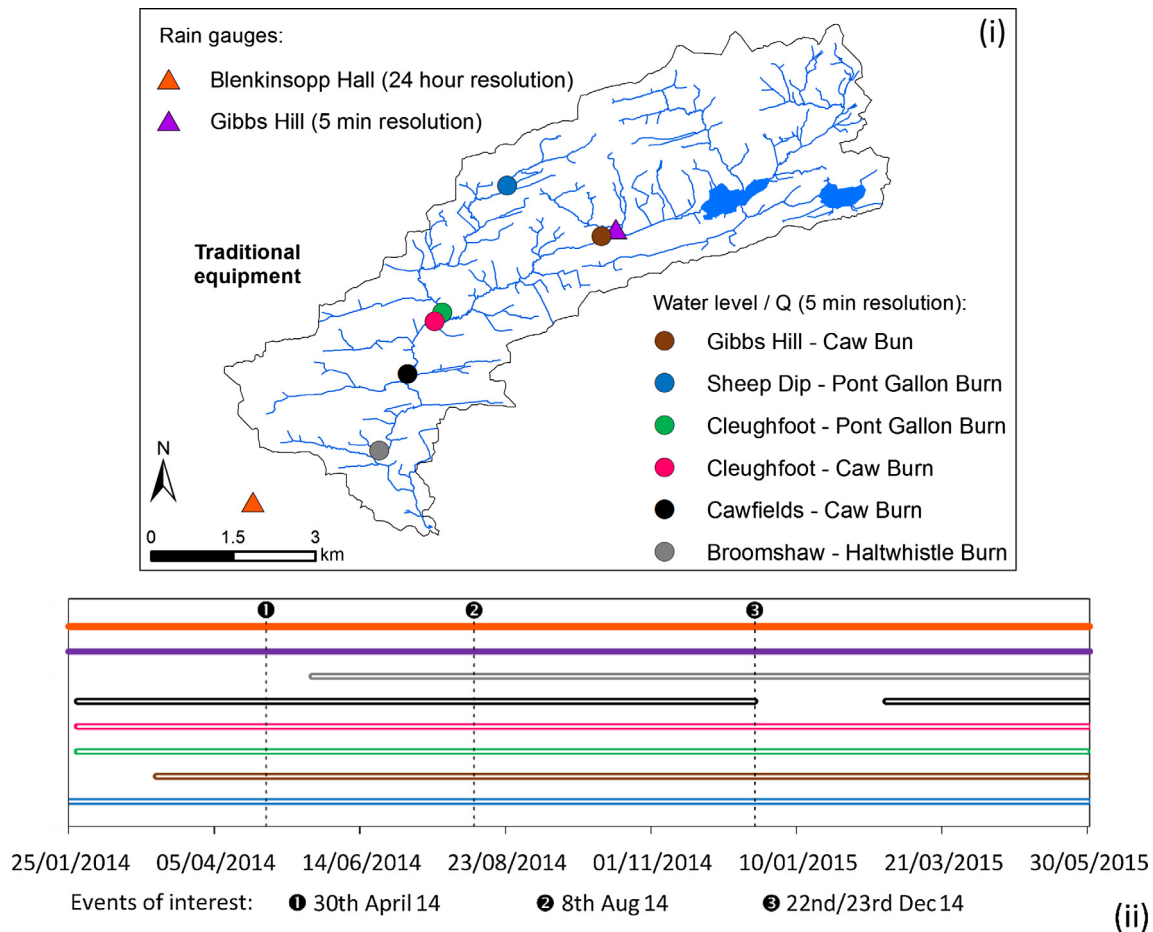 (i)
Rain gauges:
Blenkinsopp Hall (24 hour resolution)
Gibbs Hill (5 min resolution)
Traditional
equipment
Water level / Q (5 min resolution):
Gibbs Hill - Caw Bun
Sheep Dip - Pont Gallon Burn
Cleughfoot - Pont Gallon Burn
Cleughfoot - Caw Burn
Cawfields - Caw Burn
Broomshaw - Haltwhistle Burn
N
0 1.5 3
km
1 2 3
25/01/2014 05/04/2014 14/06/2014 23/08/2014 01/11/2014 10/01/2015 21/03/2015 30/05/2015
Events of interest: ❶ 30th April 14 ❷ 8th Aug 14 ❸ 22nd/23rd Dec 14
(ii)